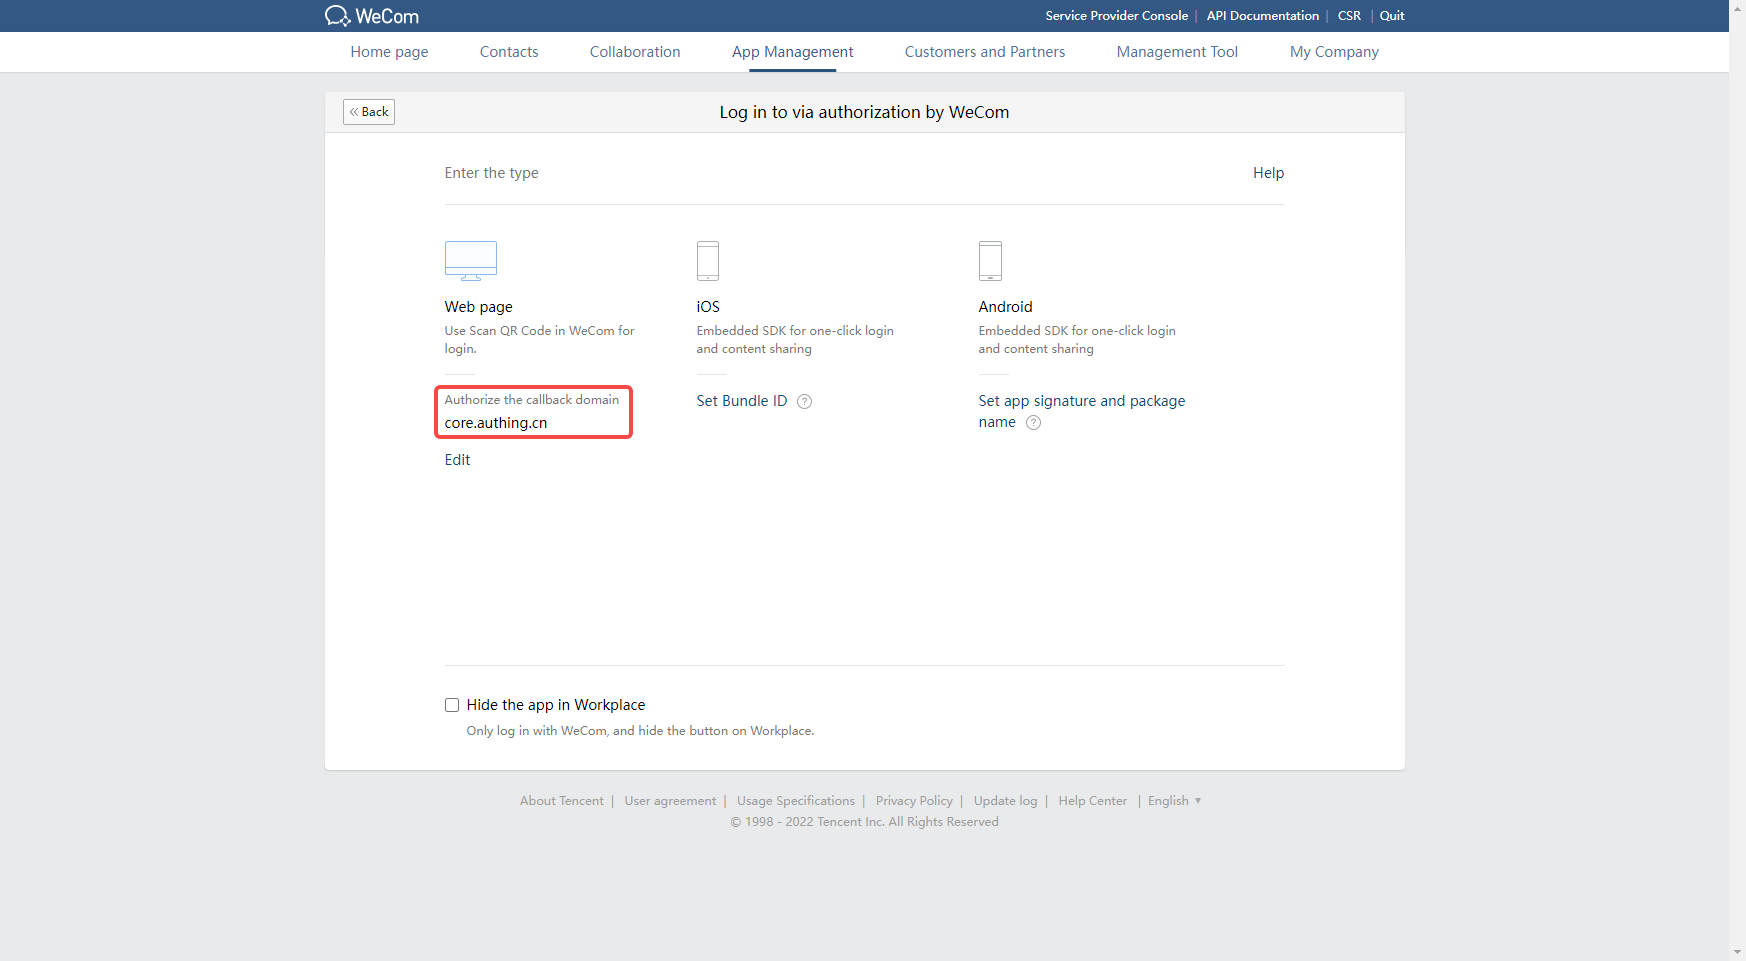 WeCom
Service Provider Console | API Documentation | CSR | Quit
Home page Contacts Collaboration App Management Customers and Partners Management Tool My Company
« Back
Log in to via authorization by WeCom
Enter the type
Help
Web page
Use Scan QR Code in WeCom for
login.
Authorize the callback domain
core.authing.cn
Edit
iOS
Embedded SDK for one-click login
and content sharing
Set Bundle ID ?
Android
Embedded SDK for one-click login
and content sharing
Set app signature and package
name ?
Hide the app in Workplace
Only log in with WeCom, and hide the button on Workplace.
About Tencent | User agreement | Usage Specifications | Privacy Policy | Update log | Help Center | English ▼
© 1998 - 2022 Tencent Inc. All Rights Reserved